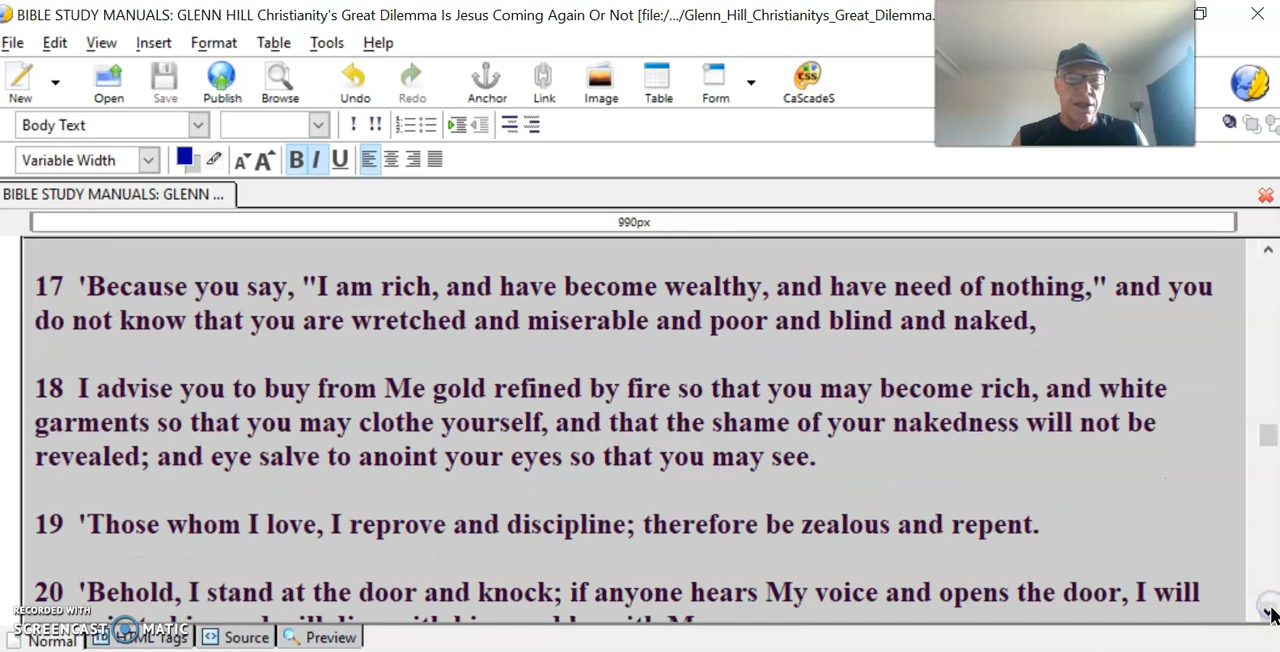 BIBLE STUDY MANUALS: GLENN HILL Christianity's Great Dilemma Is Jesus Coming Again Or Not [file:/.../Glenn_Hill_Christianitys_Great_Dilemma.
File Edit View Insert Format Table Tools Help
New Open Save Publish Browse Undo Redo Anchor Link Image Table Form CaScadeS
Body Text ! !!
Variable Width A A B I U
BIBLE STUDY MANUALS: GLENN ...
990px
17 'Because you say, "I am rich, and have become wealthy, and have need of nothing," and you
do not know that you are wretched and miserable and poor and blind and naked,
18 I advise you to buy from Me gold refined by fire so that you may become rich, and white
garments so that you may clothe yourself, and that the shame of your nakedness will not be
revealed; and eye salve to anoint your eyes so that you may see.
19 'Those whom I love, I reprove and discipline; therefore be zealous and repent.
20 'Behold, I stand at the door and knock; if anyone hears My voice and opens the door, I will
RECORDED WITH
SCREENCAST MATIC
Normal HTML Tags Source Preview